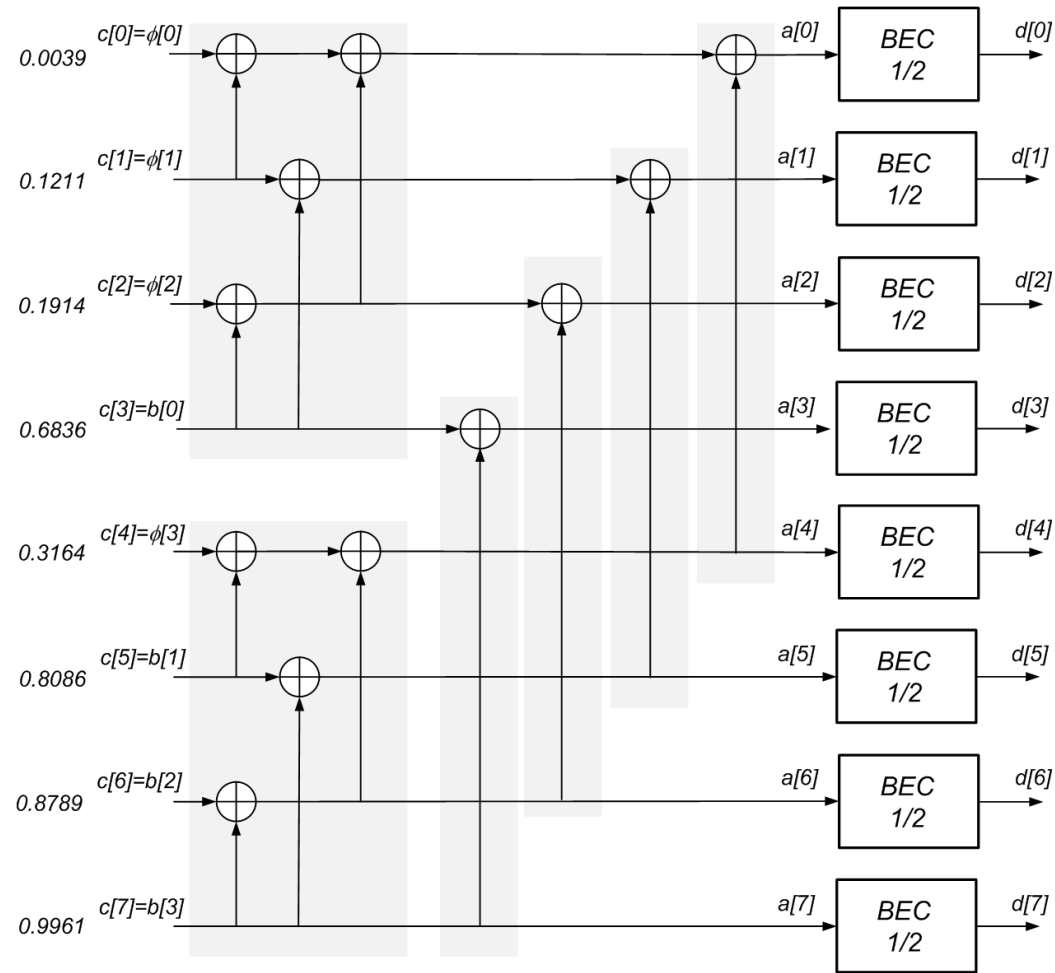 0.0039 c[0]=ϕ[0] a[0] BEC 1/2 d[0]
0.1211 c[1]=ϕ[1] a[1] BEC 1/2 d[1]
0.1914 c[2]=ϕ[2] a[2] BEC 1/2 d[2]
0.6836 c[3]=b[0] a[3] BEC 1/2 d[3]
0.3164 c[4]=ϕ[3] a[4] BEC 1/2 d[4]
0.8086 c[5]=b[1] a[5] BEC 1/2 d[5]
0.8789 c[6]=b[2] a[6] BEC 1/2 d[6]
0.9961 c[7]=b[3] a[7] BEC 1/2 d[7]